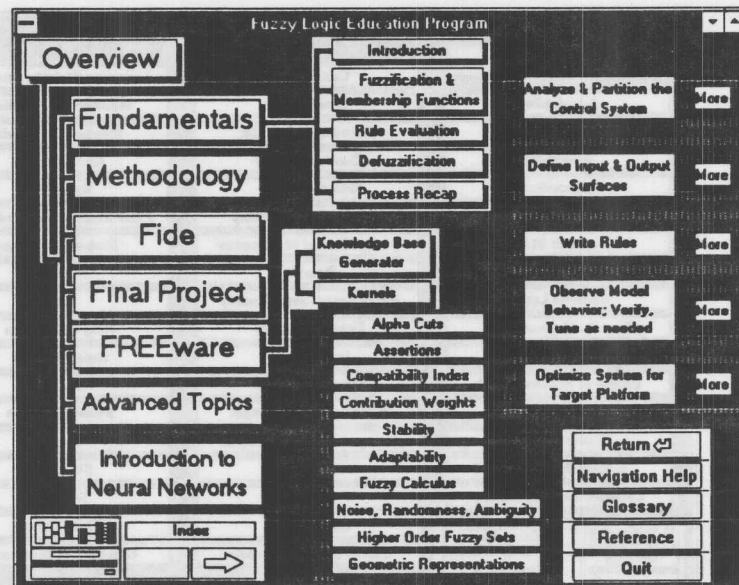 Fuzzy Logic Education Program
Overview
Fundamentals
Methodology
Fide
Final Project
FREEware
Advanced Topics
Introduction to
Neural Networks
Index
Introduction
Fuzzification &
Membership Functions
Rule Evaluation
Defuzzification
Process Recap
Knowledge Base
Generator
Kernels
Alpha Cuts
Assertions
Compatibility Index
Contribution Weights
Stability
Adaptability
Fuzzy Calculus
Noise, Randomness, Ambiguity
Higher Order Fuzzy Sets
Geometric Representations
Analyze & Partition the
Control System
More
Define Input & Output
Surfaces
More
Write Rules
More
Observe Model
Behavior; Verify,
Tune as needed
More
Optimize System for
Target Platform
More
Return
Navigation Help
Glossary
Reference
Quit